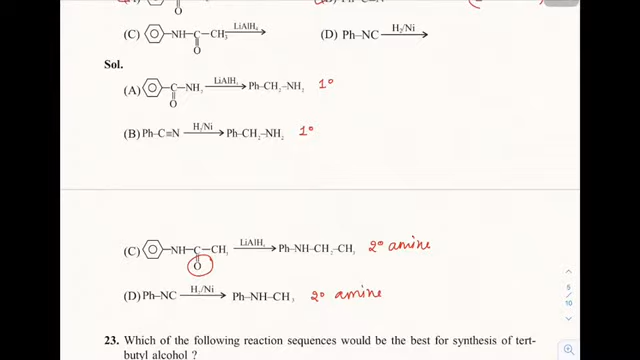 (C) –NH–C–CH₃ LiAlH₄ (D) Ph–NC H₂/Ni
O
Sol.
(A) –C–NH₂ LiAlH₄ Ph–CH₂–NH₂ 1°
O
(B) Ph–C≡N H₂/Ni Ph–CH₂–NH₂ 1°
(C) –NH–C–CH₃ LiAlH₄ Ph–NH–CH₂–CH₃ 2° amine
O
(D) Ph–NC H₂/Ni Ph–NH–CH₃ 2° amine
23. Which of the following reaction sequences would be the best for synthesis of tert-
butyl alcohol ?
5
10